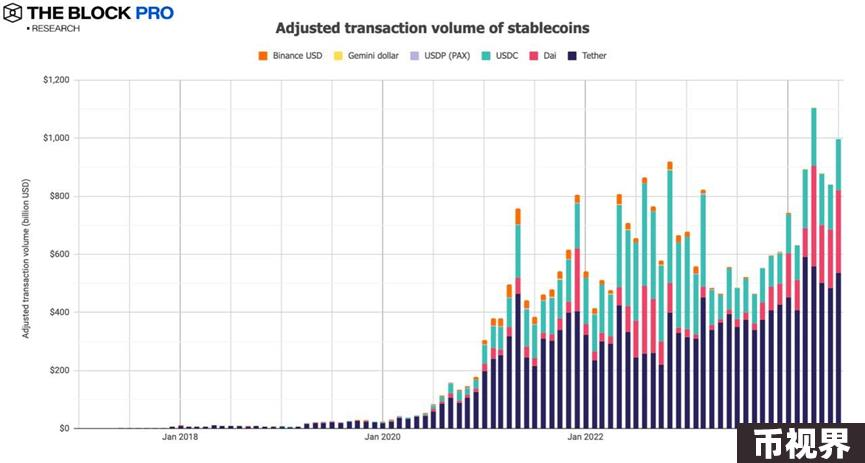 THE BLOCK PRO
• RESEARCH
Adjusted transaction volume of stablecoins
Binance USD Gemini dollar USDP (PAX) USDC Dai Tether
$1,200
$1,000
$800
$600
$400
$200
$0
Adjusted transaction volume (billion USD)
Jan 2018 Jan 2020 Jan 2022
币视界